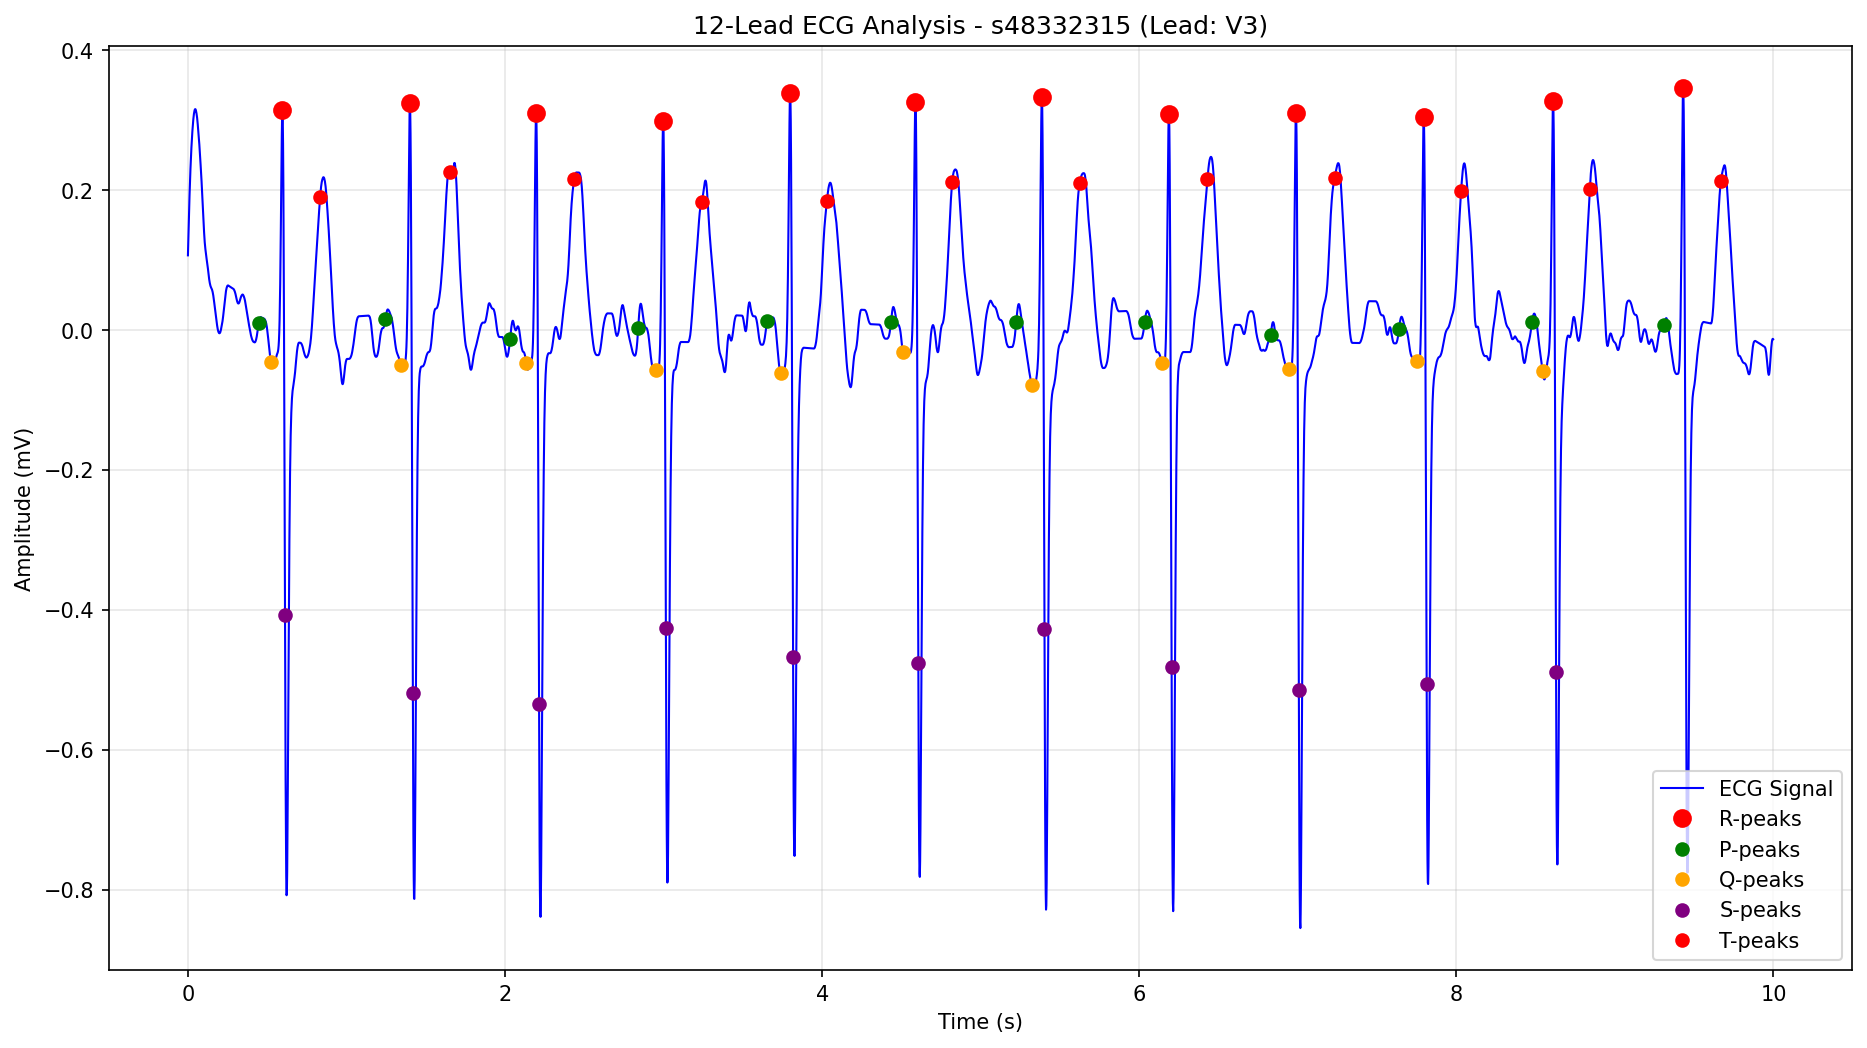 12-Lead ECG Analysis - s48332315 (Lead: V3)
Amplitude (mV)
0.4
0.2
0.0
−0.2
−0.4
−0.6
−0.8
0 2 4 6 8 10
Time (s)
ECG Signal
R-peaks
P-peaks
Q-peaks
S-peaks
T-peaks